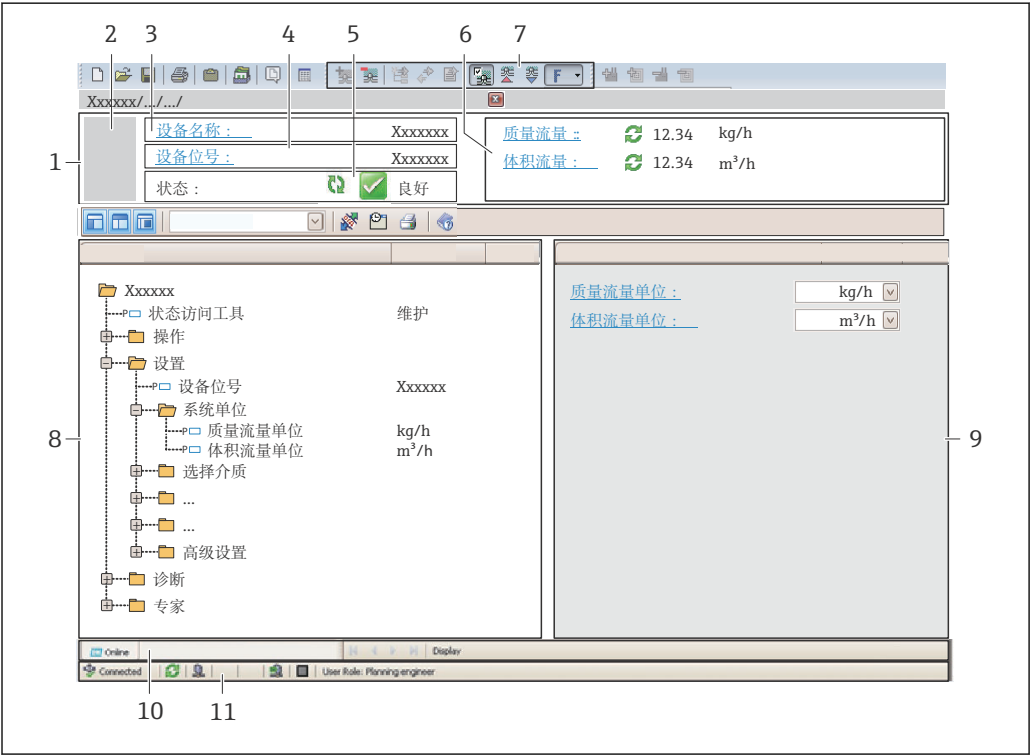 2 3 4 5 6 7
F
Xxxxxx/.../.../
1
设备名称： Xxxxxxx
设备位号： Xxxxxxx
状态： 良好
质量流量：: 12.34 kg/h
体积流量： 12.34 m³/h
Xxxxxx
P 状态访问工具 维护
操作
设置
P 设备位号 Xxxxxx
系统单位
P 质量流量单位 kg/h
P 体积流量单位 m³/h
选择介质
...
...
高级设置
诊断
专家
8
质量流量单位： kg/h
体积流量单位： m³/h
9
Online Display
Connected User Role: Planning engineer
10 11